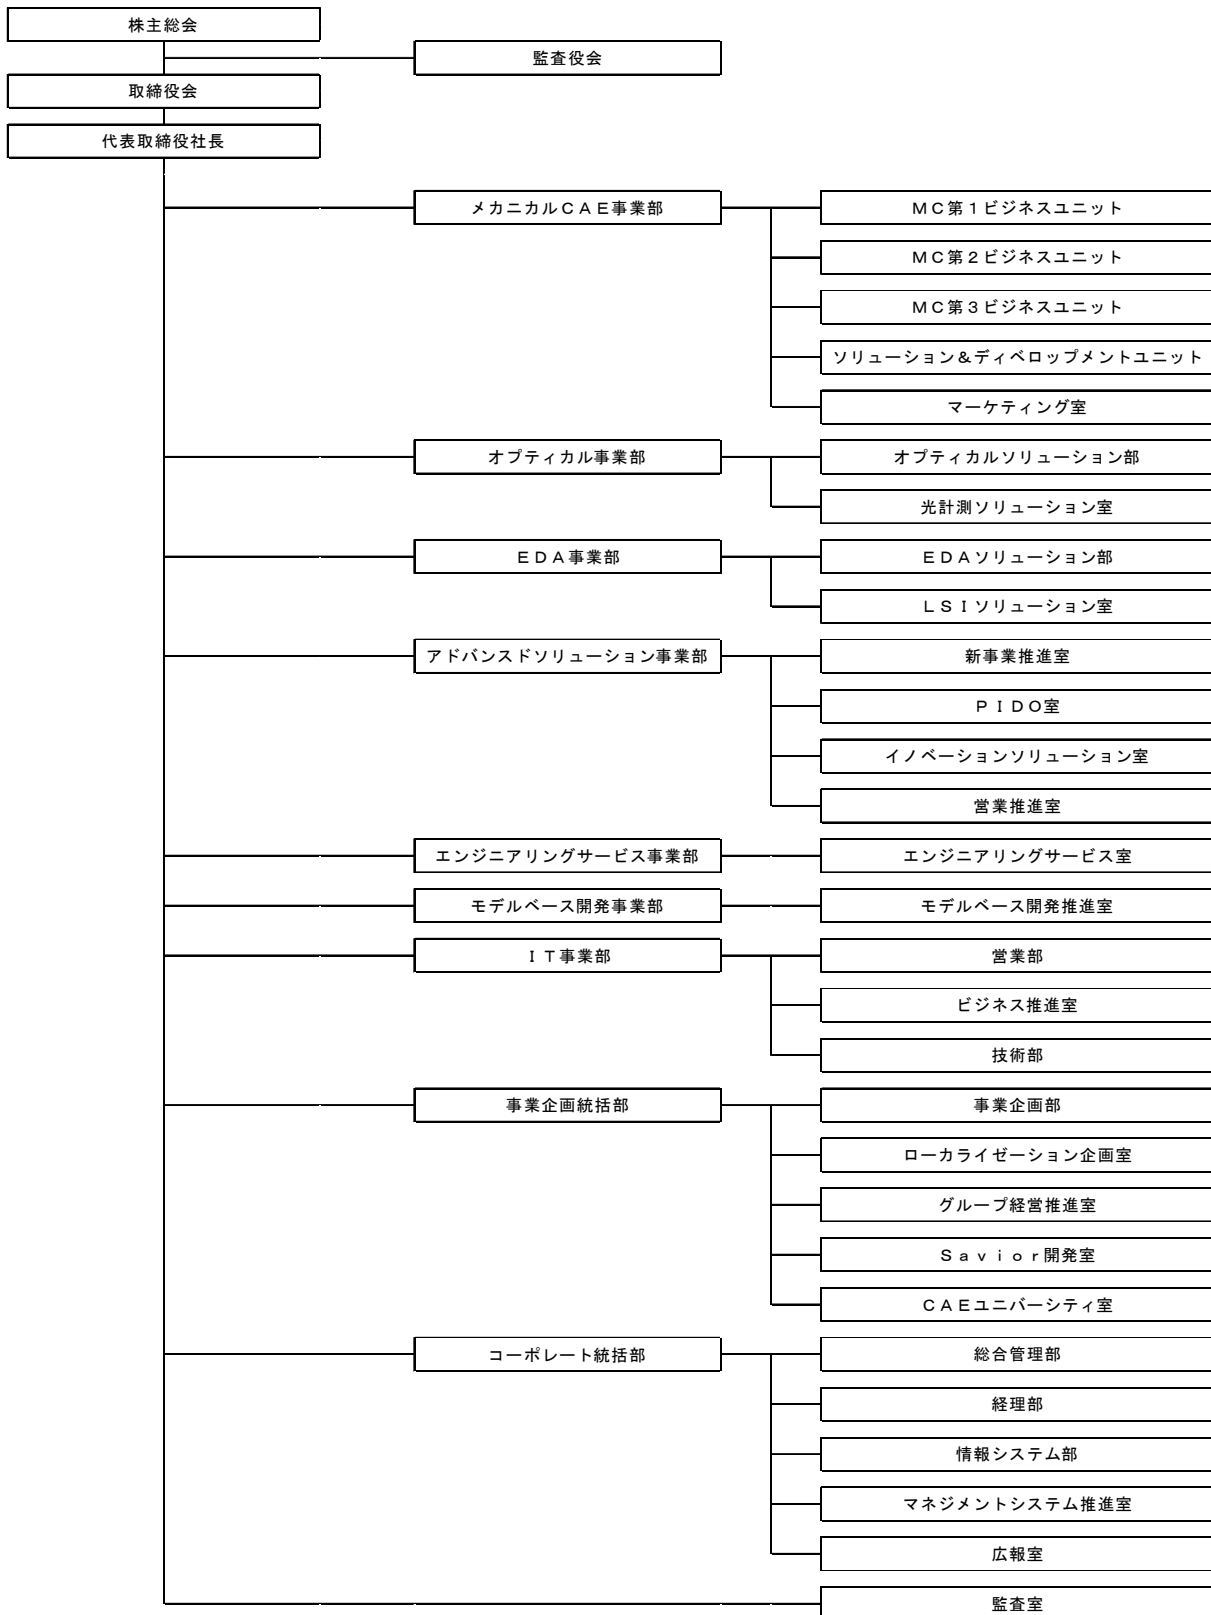 株主総会
監査役会
取締役会
代表取締役社長
メカニカルＣＡＥ事業部
ＭＣ第１ビジネスユニット
ＭＣ第２ビジネスユニット
ＭＣ第３ビジネスユニット
ソリューション＆ディベロップメントユニット
マーケティング室
オプティカル事業部
オプティカルソリューション部
光計測ソリューション室
ＥＤＡ事業部
ＥＤＡソリューション部
ＬＳＩソリューション室
アドバンスドソリューション事業部
新事業推進室
ＰＩＤＯ室
イノベーションソリューション室
営業推進室
エンジニアリングサービス事業部
エンジニアリングサービス室
モデルベース開発事業部
モデルベース開発推進室
ＩＴ事業部
営業部
ビジネス推進室
技術部
事業企画統括部
事業企画部
ローカライゼーション企画室
グループ経営推進室
Ｓａｖｉｏｒ開発室
ＣＡＥユニバーシティ室
コーポレート統括部
総合管理部
経理部
情報システム部
マネジメントシステム推進室
広報室
監査室